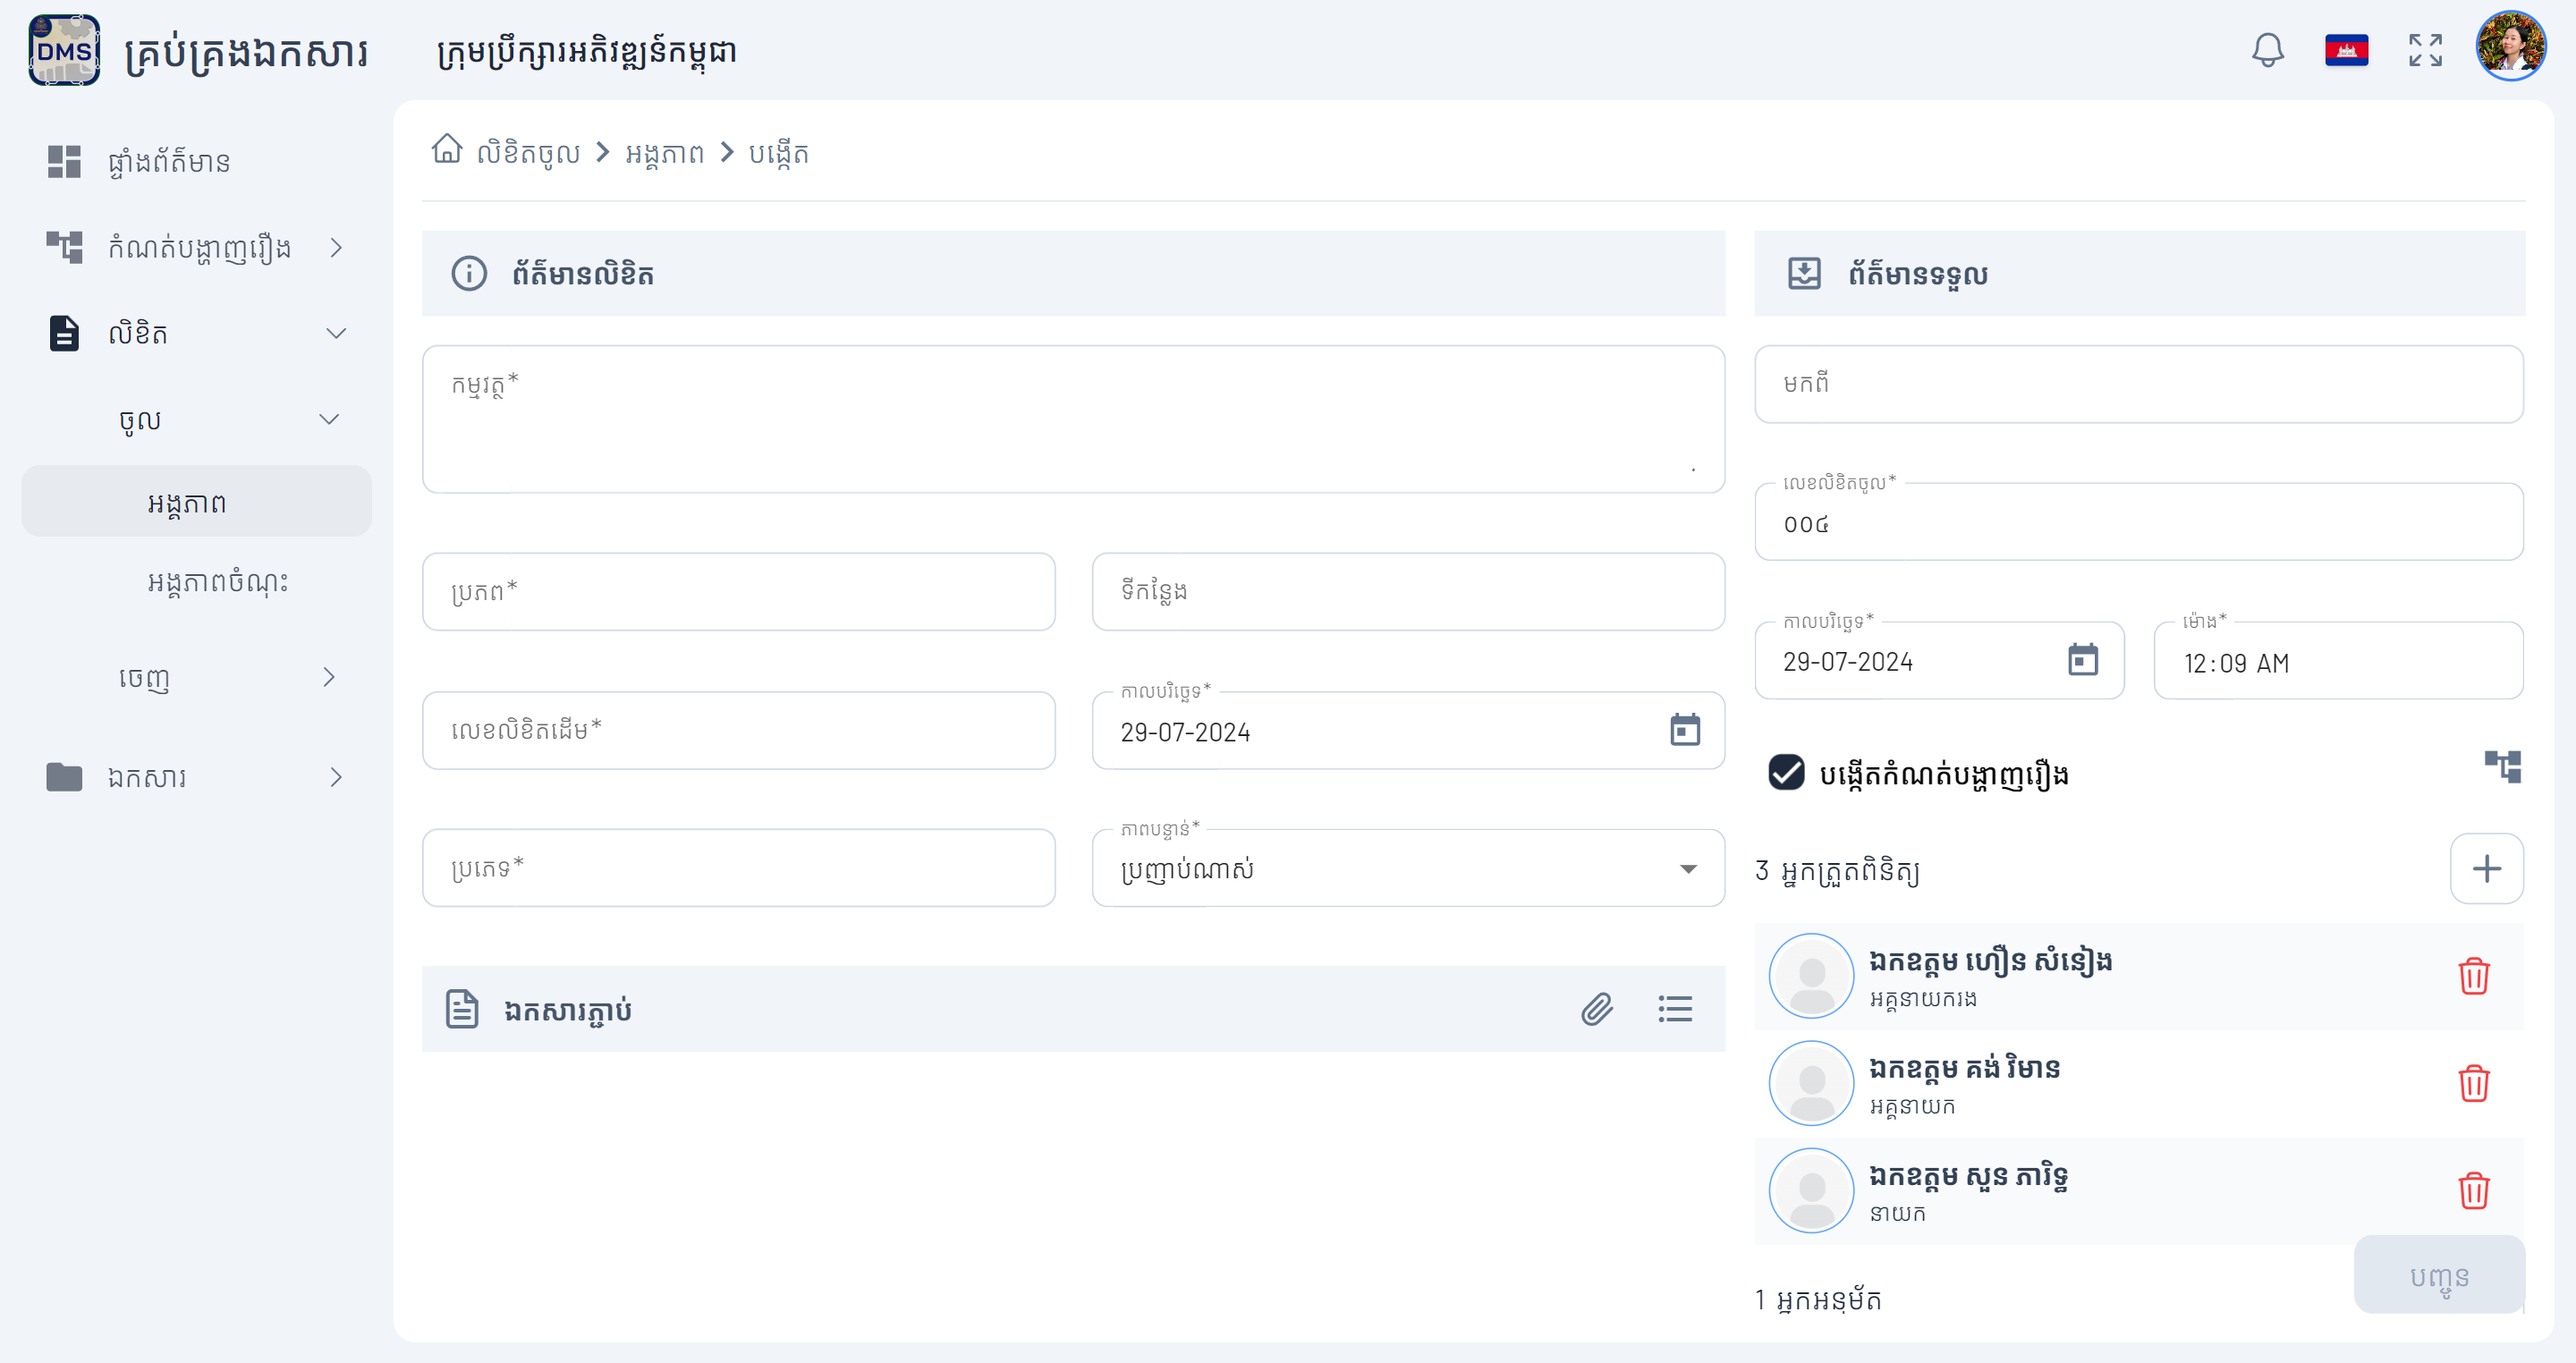 DMS
គ្រប់គ្រងឯកសារ
ក្រុមប្រឹក្សារអភិវឌ្ឍន៍កម្ពុជា
ផ្ទាំងព័ត៌មាន
កំណត់បង្ហាញរឿង
លិខិត
ចូល
អង្គភាព
អង្គភាពចំណុះ
ចេញ
ឯកសារ
លិខិតចូល
អង្គភាព
បង្កើត
ព័ត៌មានលិខិត
កម្មវត្ថុ*
ប្រភព*
ទីកន្លែង
លេខលិខិតដើម*
កាលបរិច្ឆេទ*
29-07-2024
ប្រភេទ*
ភាពបន្ទាន់*
ប្រញាប់ណាស់
ឯកសារភ្ជាប់
ព័ត៌មានទទួល
មកពី
លេខលិខិតចូល*
០០៤
កាលបរិច្ឆេទ*
29-07-2024
ម៉ោង*
12:09 AM
បង្កើតកំណត់បង្ហាញរឿង
3 អ្នកត្រួតពិនិត្យ
ឯកឧត្តម ហឿន សំនៀង
អគ្គនាយករង
ឯកឧត្តម គង់ វិមាន
អគ្គនាយក
ឯកឧត្តម សួន ភារិទ្ធ
នាយក
1 អ្នកអនុម័ត
បញ្ចូន